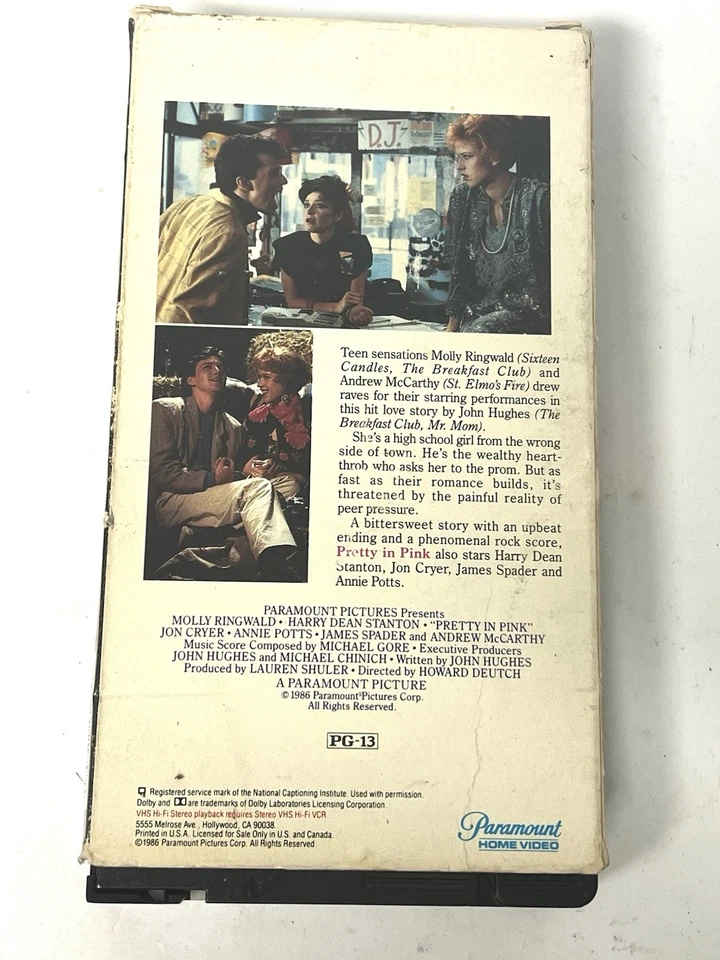 D.J.
Teen sensations Molly Ringwald (Sixteen
Candles, The Breakfast Club) and
Andrew McCarthy (St. Elmo's Fire) drew
raves for their starring performances in
this hit love story by John Hughes (The
Breakfast Club, Mr. Mom).
She's a high school girl from the wrong
side of town. He's the wealthy heart-
throb who asks her to the prom. But as
fast as their romance builds, it's
threatened by the painful reality of
peer pressure.
A bittersweet story with an upbeat
ending and a phenomenal rock score,
Pretty in Pink also stars Harry Dean
Stanton, Jon Cryer, James Spader and
Annie Potts.
PARAMOUNT PICTURES Presents
MOLLY RINGWALD • HARRY DEAN STANTON • "PRETTY IN PINK"
JON CRYER • ANNIE POTTS • JAMES SPADER and ANDREW McCARTHY
Music Score Composed by MICHAEL GORE • Executive Producers
JOHN HUGHES and MICHAEL CHINICH • Written by JOHN HUGHES
Produced by LAUREN SHULER • Directed by HOWARD DEUTCH
A PARAMOUNT PICTURE
©1986 Paramount Pictures Corp.
All Rights Reserved.
PG-13
Registered service mark of the National Captioning Institute. Used with permission.
Dolby and DD are trademarks of Dolby Laboratories Licensing Corporation.
VHS Hi-Fi Stereo playback requires Stereo VHS Hi-Fi VCR
5555 Melrose Ave., Hollywood, CA 90038
Printed in U.S.A. Licensed for Sale Only in U.S. and Canada.
©1986 Paramount Pictures Corp. All Rights Reserved.
Paramount
HOME VIDEO